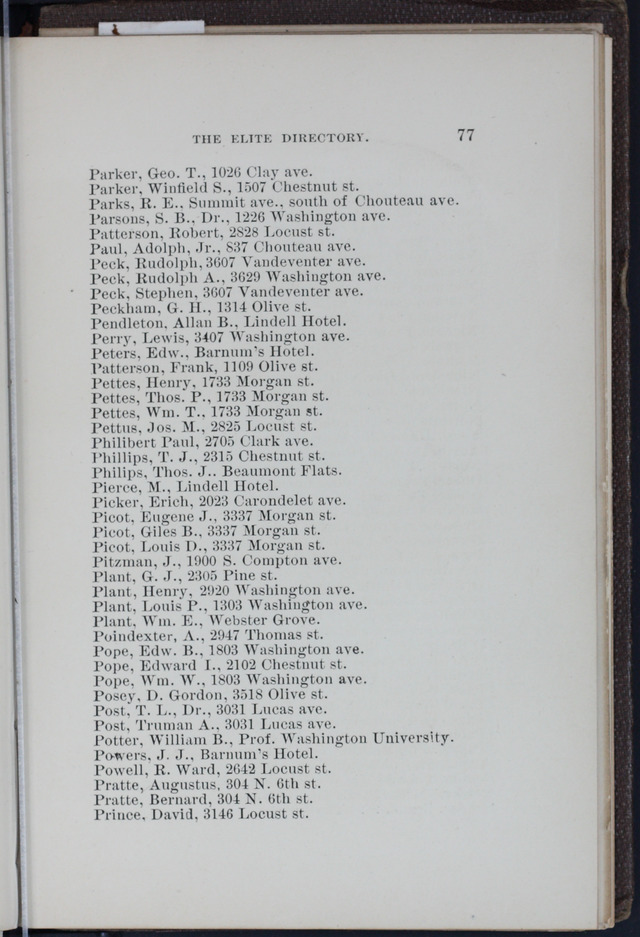 THE ELITE DIRECTORY. 77
Parker, Geo. T., 1026 Clay ave.
Parker, Winfield S., 1507 Chestnut st.
Parks, R. E., Summit ave., south of Chouteau ave.
Parsons, S. B., Dr., 1226 Washington ave.
Patterson, Robert, 2828 Locust st.
Paul, Adolph, Jr., 837 Chouteau ave.
Peck, Rudolph, 3607 Vandeventer ave.
Peck, Rudolph A., 3629 Washington ave.
Peck, Stephen, 3607 Vandeventer ave.
Peckham, G. H., 1314 Olive st.
Pendleton, Allan B., Lindell Hotel.
Perry, Lewis, 3407 Washington ave.
Peters, Edw., Barnum's Hotel.
Patterson, Frank, 1109 Olive st.
Pettes, Henry, 1733 Morgan st.
Pettes, Thos. P., 1733 Morgan st.
Pettes, Wm. T., 1733 Morgan st.
Pettus, Jos. M., 2825 Locust st.
Philibert Paul, 2705 Clark ave.
Phillips, T. J., 2315 Chestnut st.
Philips, Thos. J.. Beaumont Flats.
Pierce, M., Lindell Hotel.
Picker, Erich, 2023 Carondelet ave.
Picot, Eugene J., 3337 Morgan st.
Picot, Giles B., 3337 Morgan st.
Picot, Louis D., 3337 Morgan st.
Pitzman, J., 1900 S. Compton ave.
Plant, G. J., 2305 Pine st.
Plant, Henry, 2920 Washington ave.
Plant, Louis P., 1303 Washington ave.
Plant, Wm. E., Webster Grove.
Poindexter, A., 2947 Thomas st.
Pope, Edw. B., 1803 Washington ave.
Pope, Edward I., 2102 Chestnut st.
Pope, Wm. W., 1803 Washington ave.
Posey, D. Gordon, 3518 Olive st.
Post, T. L., Dr., 3031 Lucas ave.
Post, Truman A., 3031 Lucas ave.
Potter, William B., Prof. Washington University.
Powers, J. J., Barnum's Hotel.
Powell, R. Ward, 2642 Locust st.
Pratte, Augustus, 304 N. 6th st.
Pratte, Bernard, 304 N. 6th st.
Prince, David, 3146 Locust st.